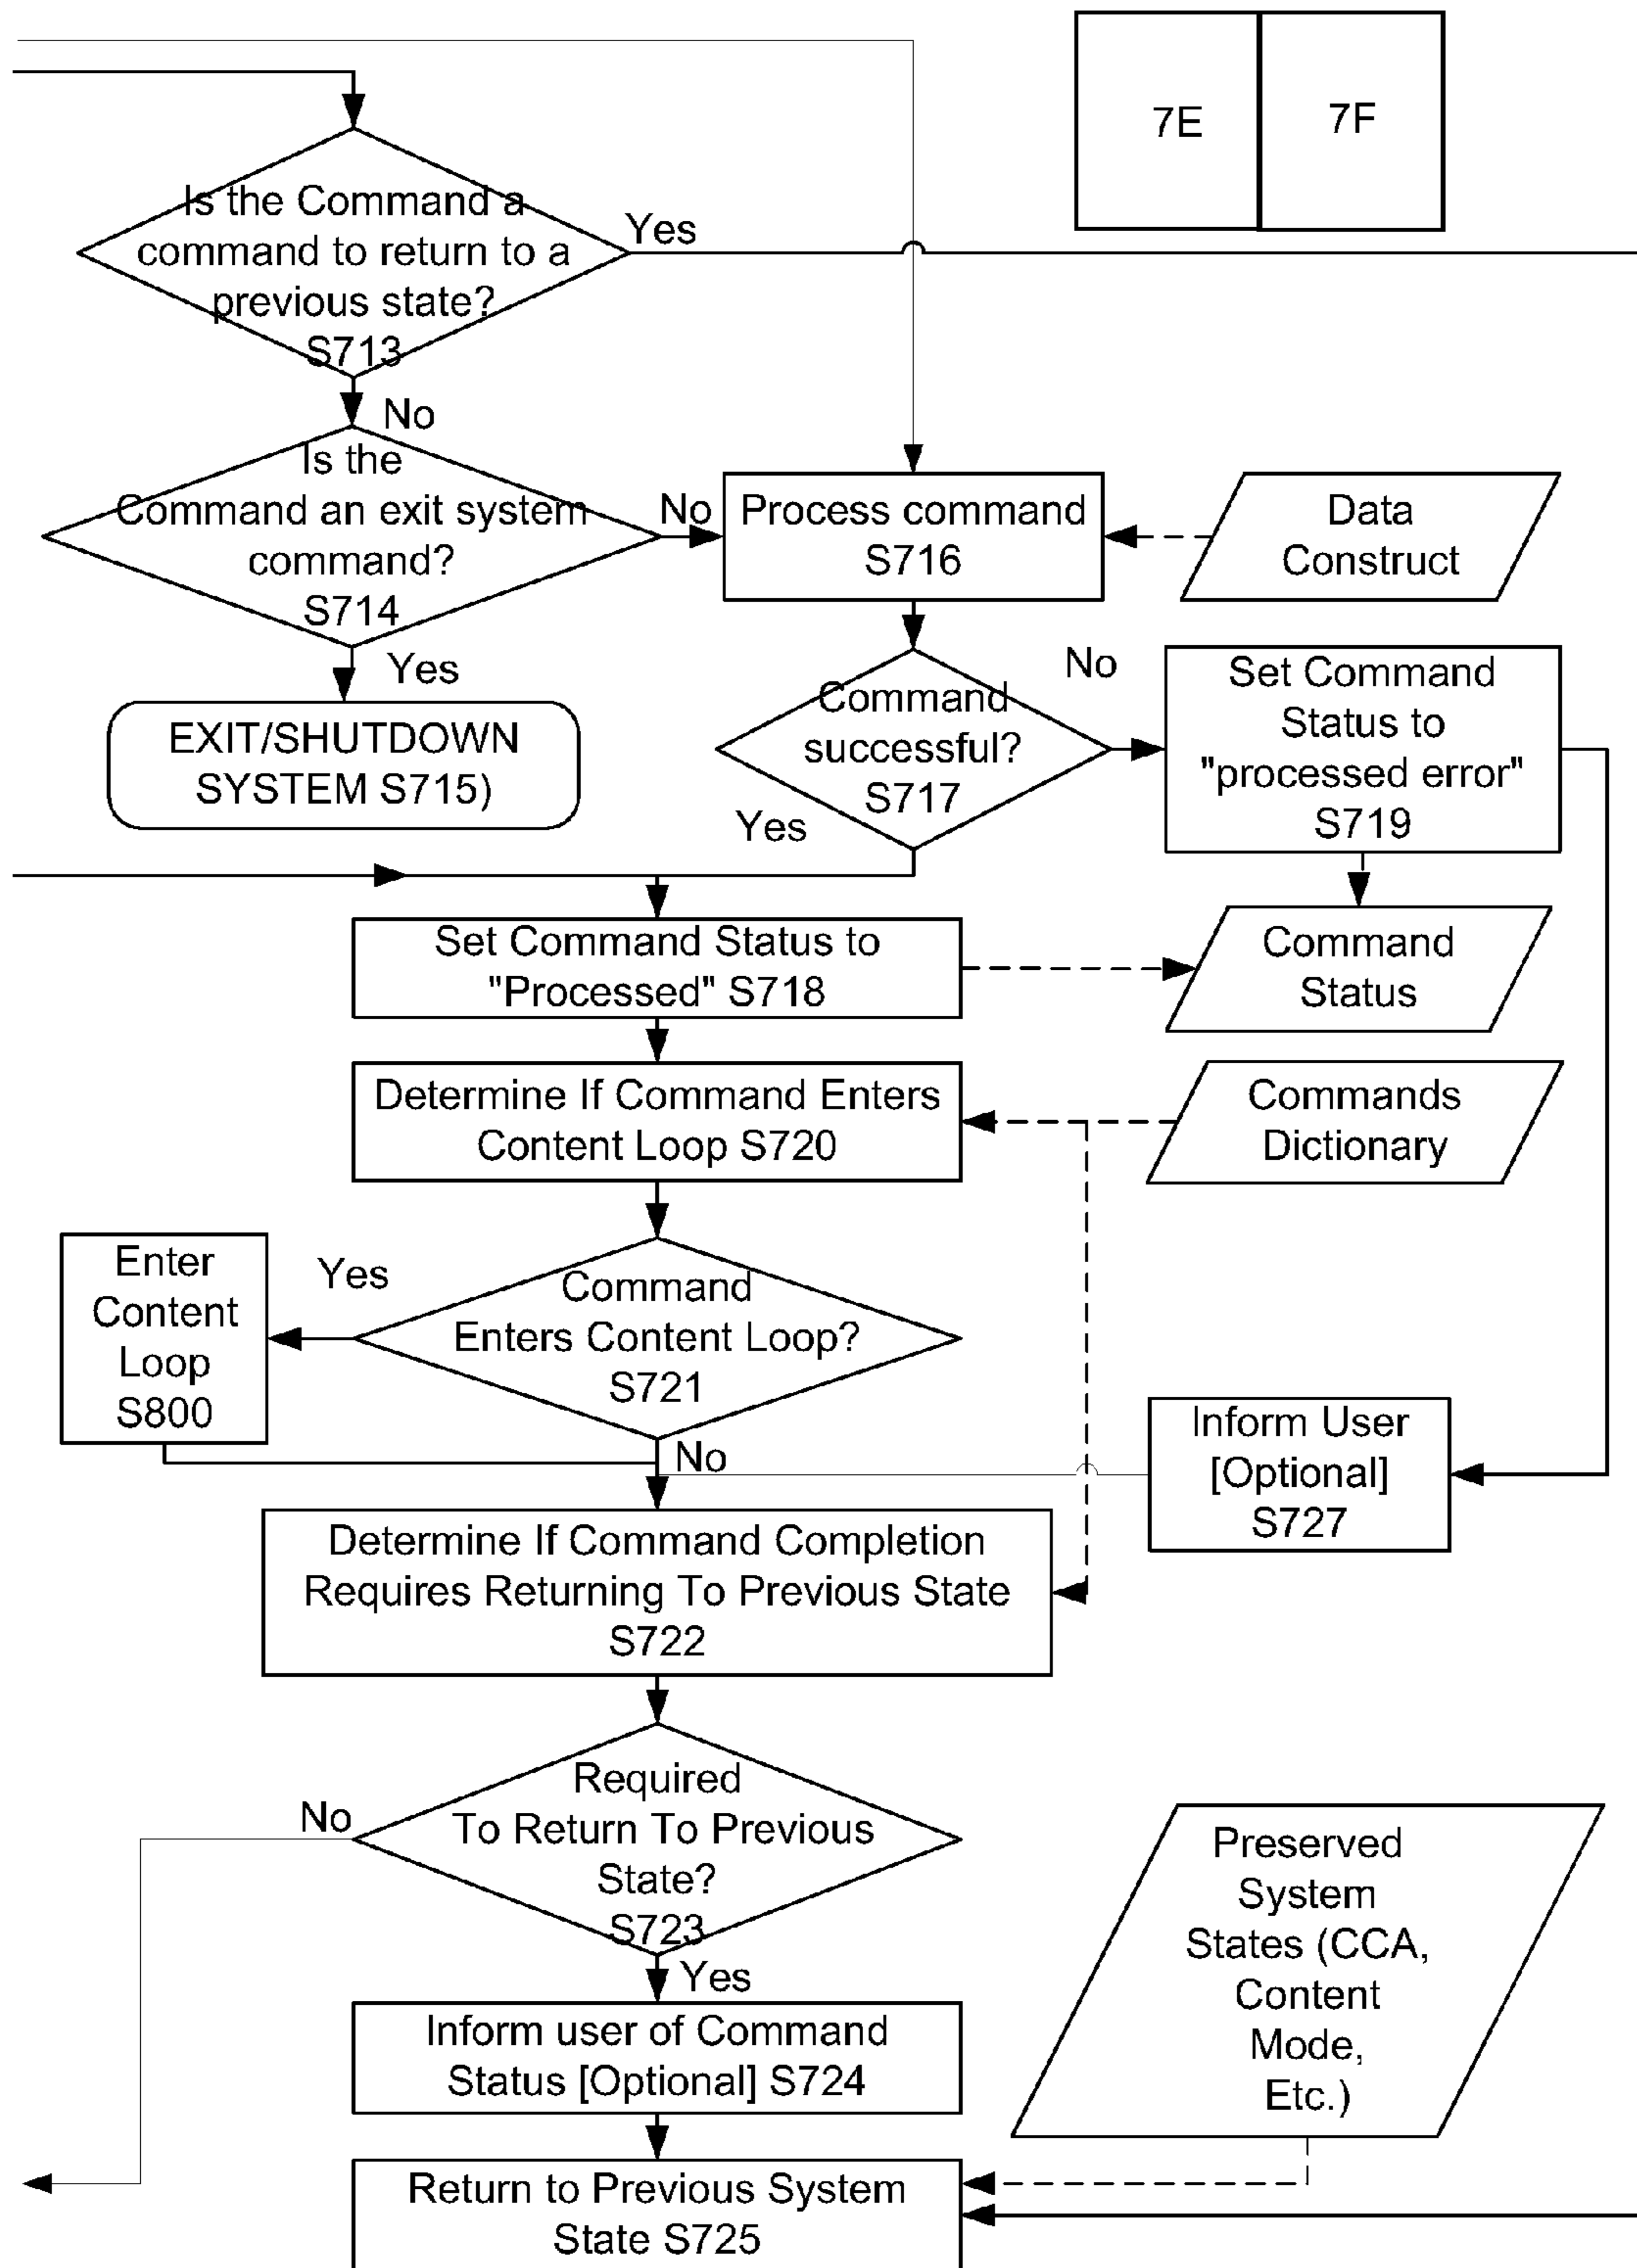 7E
7F
Is the Command a
command to return to a
previous state?
S713
Yes
No
Is the
Command an exit system
command?
S714
No
Process command
S716
Data
Construct
Yes
EXIT/SHUTDOWN
SYSTEM S715)
Command
successful?
S717
No
Yes
Set Command
Status to
"processed error"
S719
Set Command Status to
"Processed" S718
Command
Status
Determine If Command Enters
Content Loop S720
Commands
Dictionary
Enter
Content
Loop
S800
Yes
Command
Enters Content Loop?
S721
No
Inform User
[Optional]
S727
Determine If Command Completion
Requires Returning To Previous State
S722
No
Required
To Return To Previous
State?
S723
Yes
Preserved
System
States (CCA,
Content
Mode,
Etc.)
Inform user of Command
Status [Optional] S724
Return to Previous System
State S725